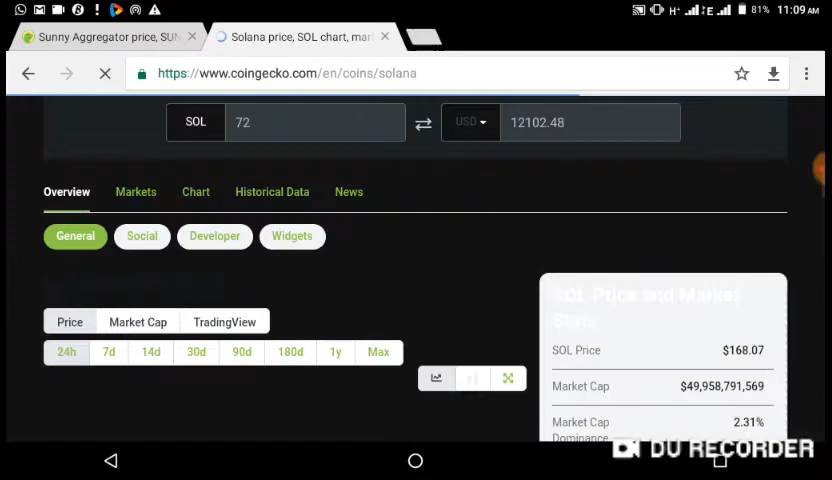 81% 11:09 AM
Sunny Aggregator price, SUN
Solana price, SOL chart, mar
https://www.coingecko.com/en/coins/solana
SOL 72 USD 12102.48
Overview Markets Chart Historical Data News
General Social Developer Widgets
SOL Price and Market
Stats
Price Market Cap TradingView
24h 7d 14d 30d 90d 180d 1y Max
SOL Price $168.07
Market Cap $49,958,791,569
Market Cap 2.31%
Dominance
DU RECORDER